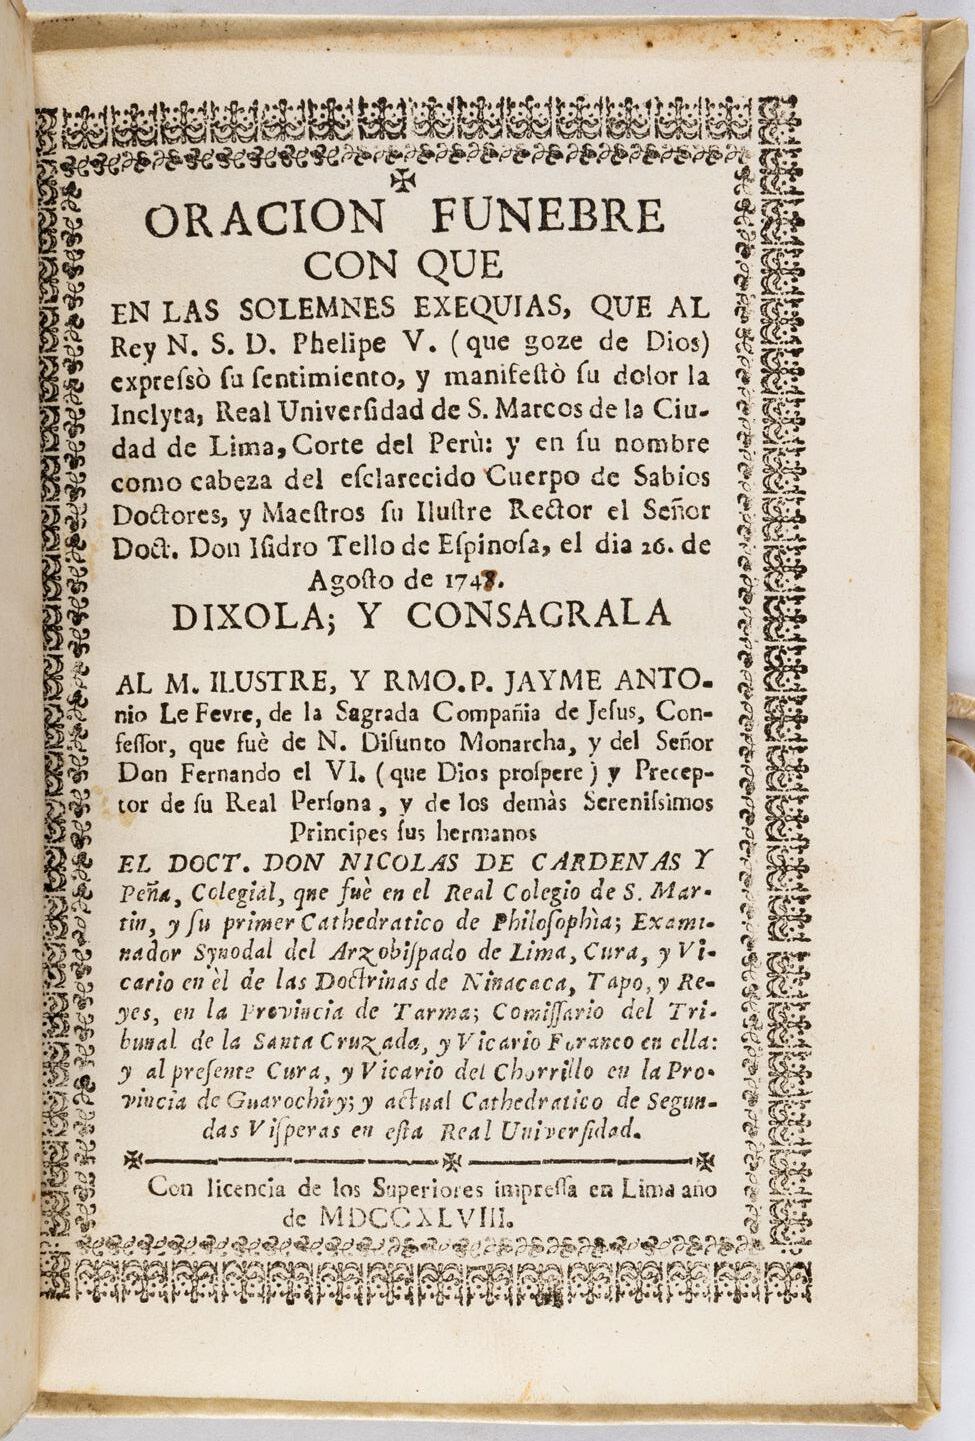 ✠
ORACION FUNEBRE
CON QUE
EN LAS SOLEMNES EXEQUIAS, QUE AL
Rey N. S. D. Phelipe V. (que goze de Dios)
expreſsò ſu ſentimiento, y manifeſtò ſu dolor la
Inclyta, Real Univerſidad de S. Marcos de la Ciu-
dad de Lima, Corte del Perù: y en ſu nombre
como cabeza del eſclarecido Cuerpo de Sabios
Doctores, y Maeſtros ſu Iluſtre Rector el Señor
Doct. Don Iſidro Tello de Eſpinoſa, el dia 26. de
Agoſto de 1748.
DIXOLA; Y CONSAGRALA
AL M. ILUSTRE, Y RMO.P. JAYME ANTO-
nio Le Fevre, de la Sagrada Compañia de Jeſus, Con-
feſſor, que fuè de N. Difunto Monarcha, y del Señor
Don Fernando el VI. (que Dios proſpere) y Precep-
tor de ſu Real Perſona, y de los demàs Sereniſsimos
Principes ſus hermanos
EL DOCT. DON NICOLAS DE CARDENAS Y
Peña, Colegial, que fuè en el Real Colegio de S. Mar-
tin, y ſu primer Cathedratico de Philoſophìa; Exami-
nador Synodal del Arzobiſpado de Lima, Cura, y Vi-
cario en èl de las Doctrinas de Ninacaca, Tapo, y Re-
yes, en la Provincia de Tarma; Comiſſario del Tri-
bunal de la Santa Cruzada, y Vicario Foraneo en ella:
y al preſente Cura, y Vicario del Chorrillo en la Pro-
vincia de Guarochiry; y actual Cathedratico de Segun-
das Viſperas en eſta Real Univerſidad.
Con licencia de los Superiores impreſſa en Lima año
de MDCCXLVIII.